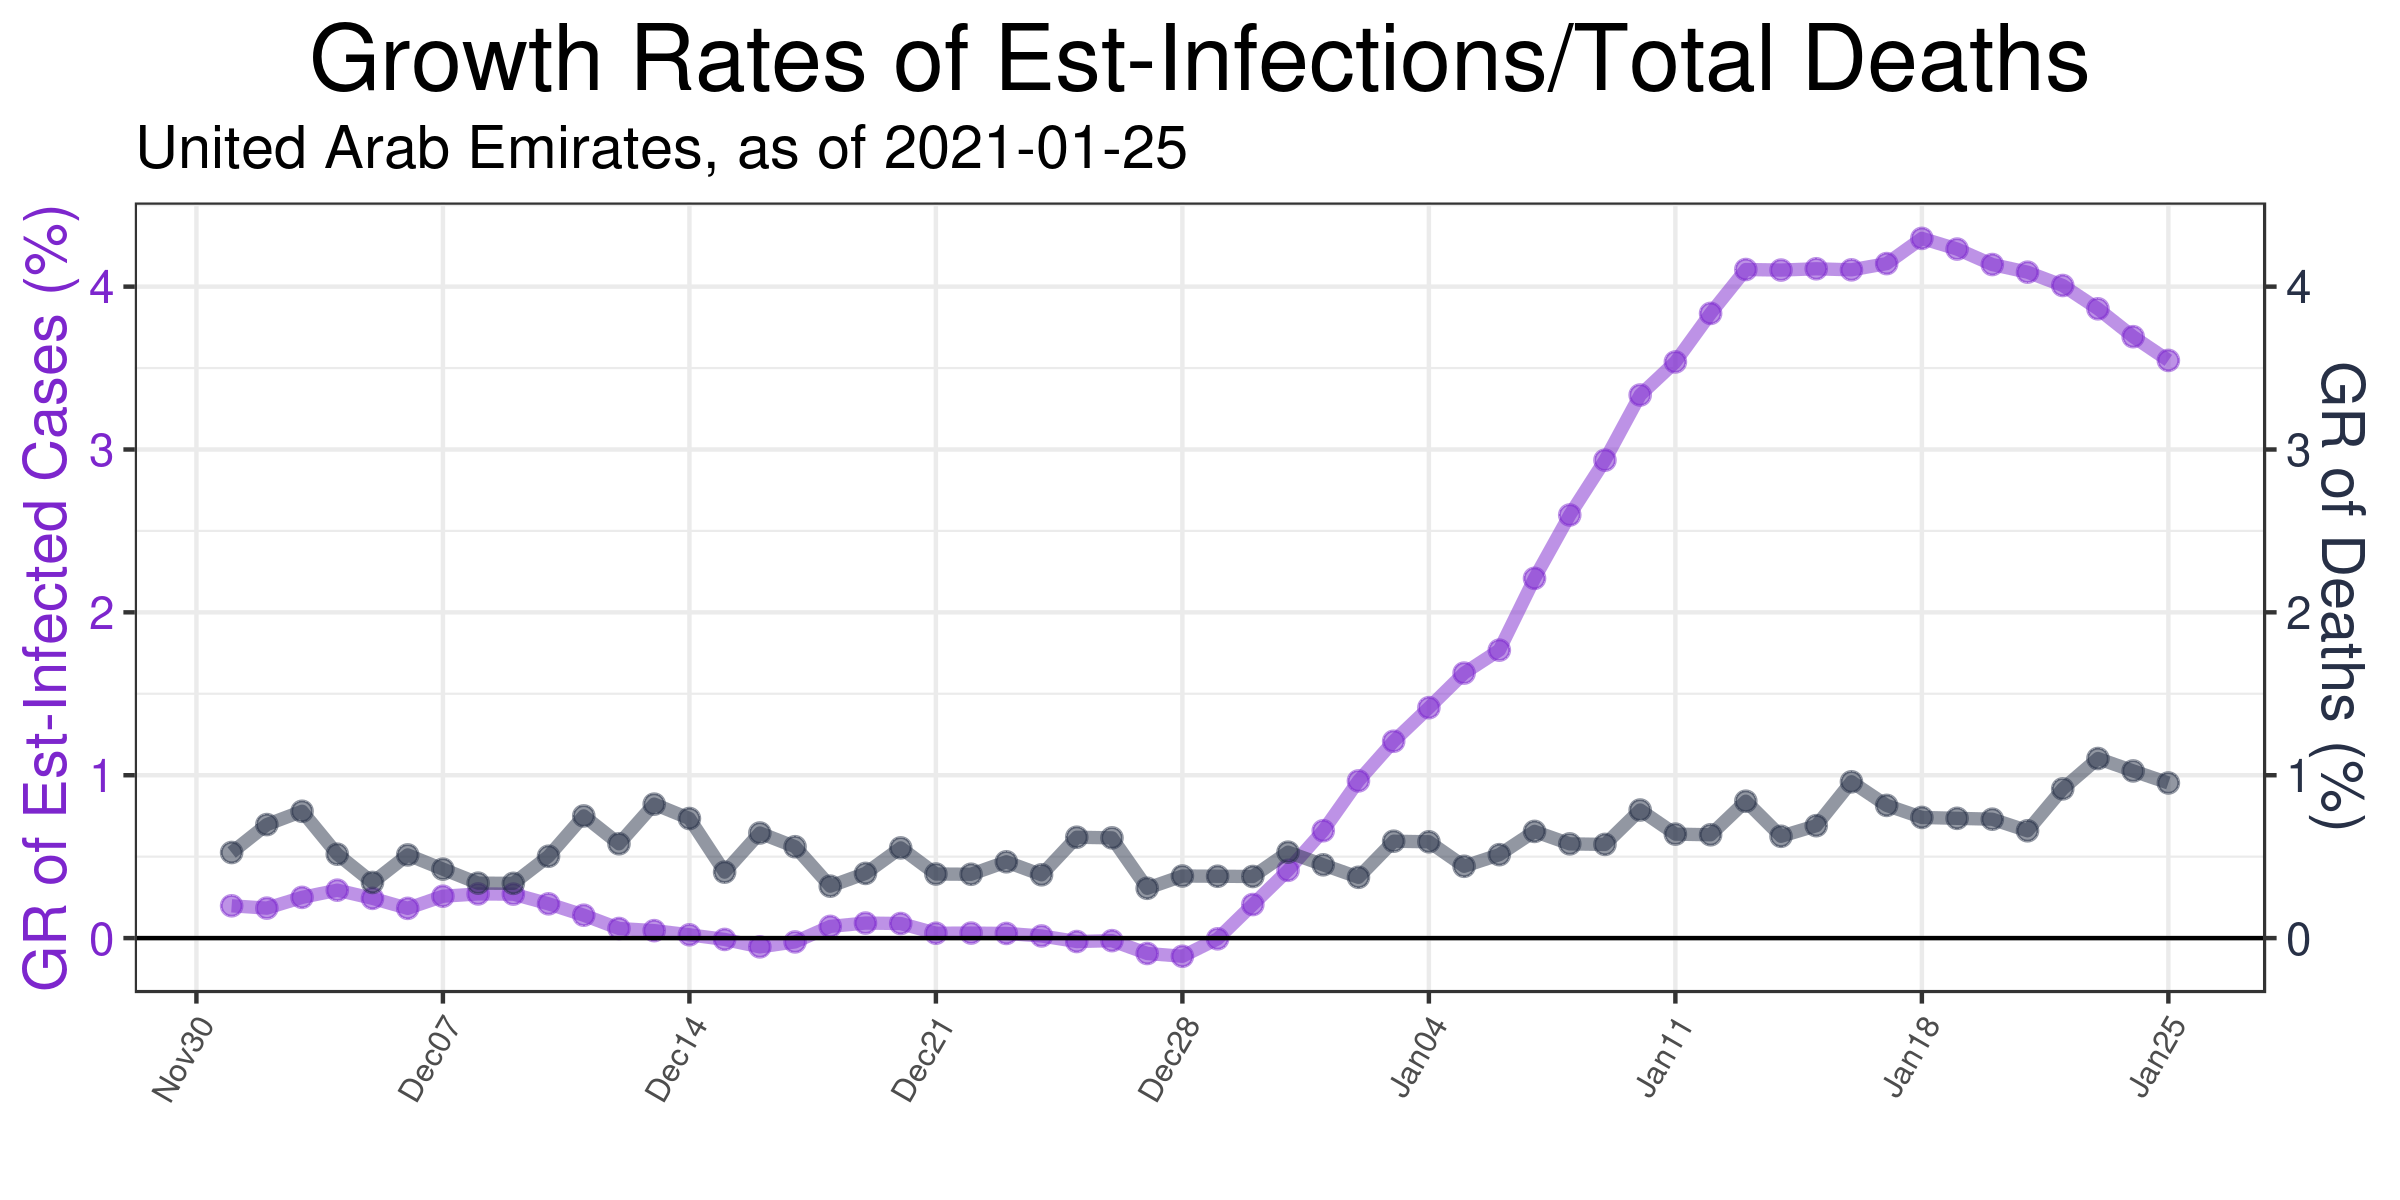 Growth Rates of Est-Infections/Total Deaths
United Arab Emirates, as of 2021-01-25
GR of Est-Infected Cases (%)
4
3
2
1
0
4
3
2
1
0
GR of Deaths (%)
Nov30
Dec07
Dec14
Dec21
Dec28
Jan04
Jan11
Jan18
Jan25